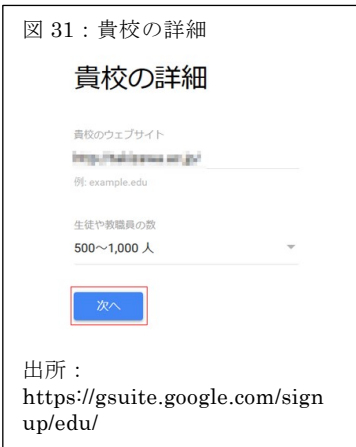 図 31：貴校の詳細
貴校の詳細
貴校のウェブサイト
例: example.edu
生徒や教職員の数
500～1,000 人
次へ
出所：
https://gsuite.google.com/sign
up/edu/